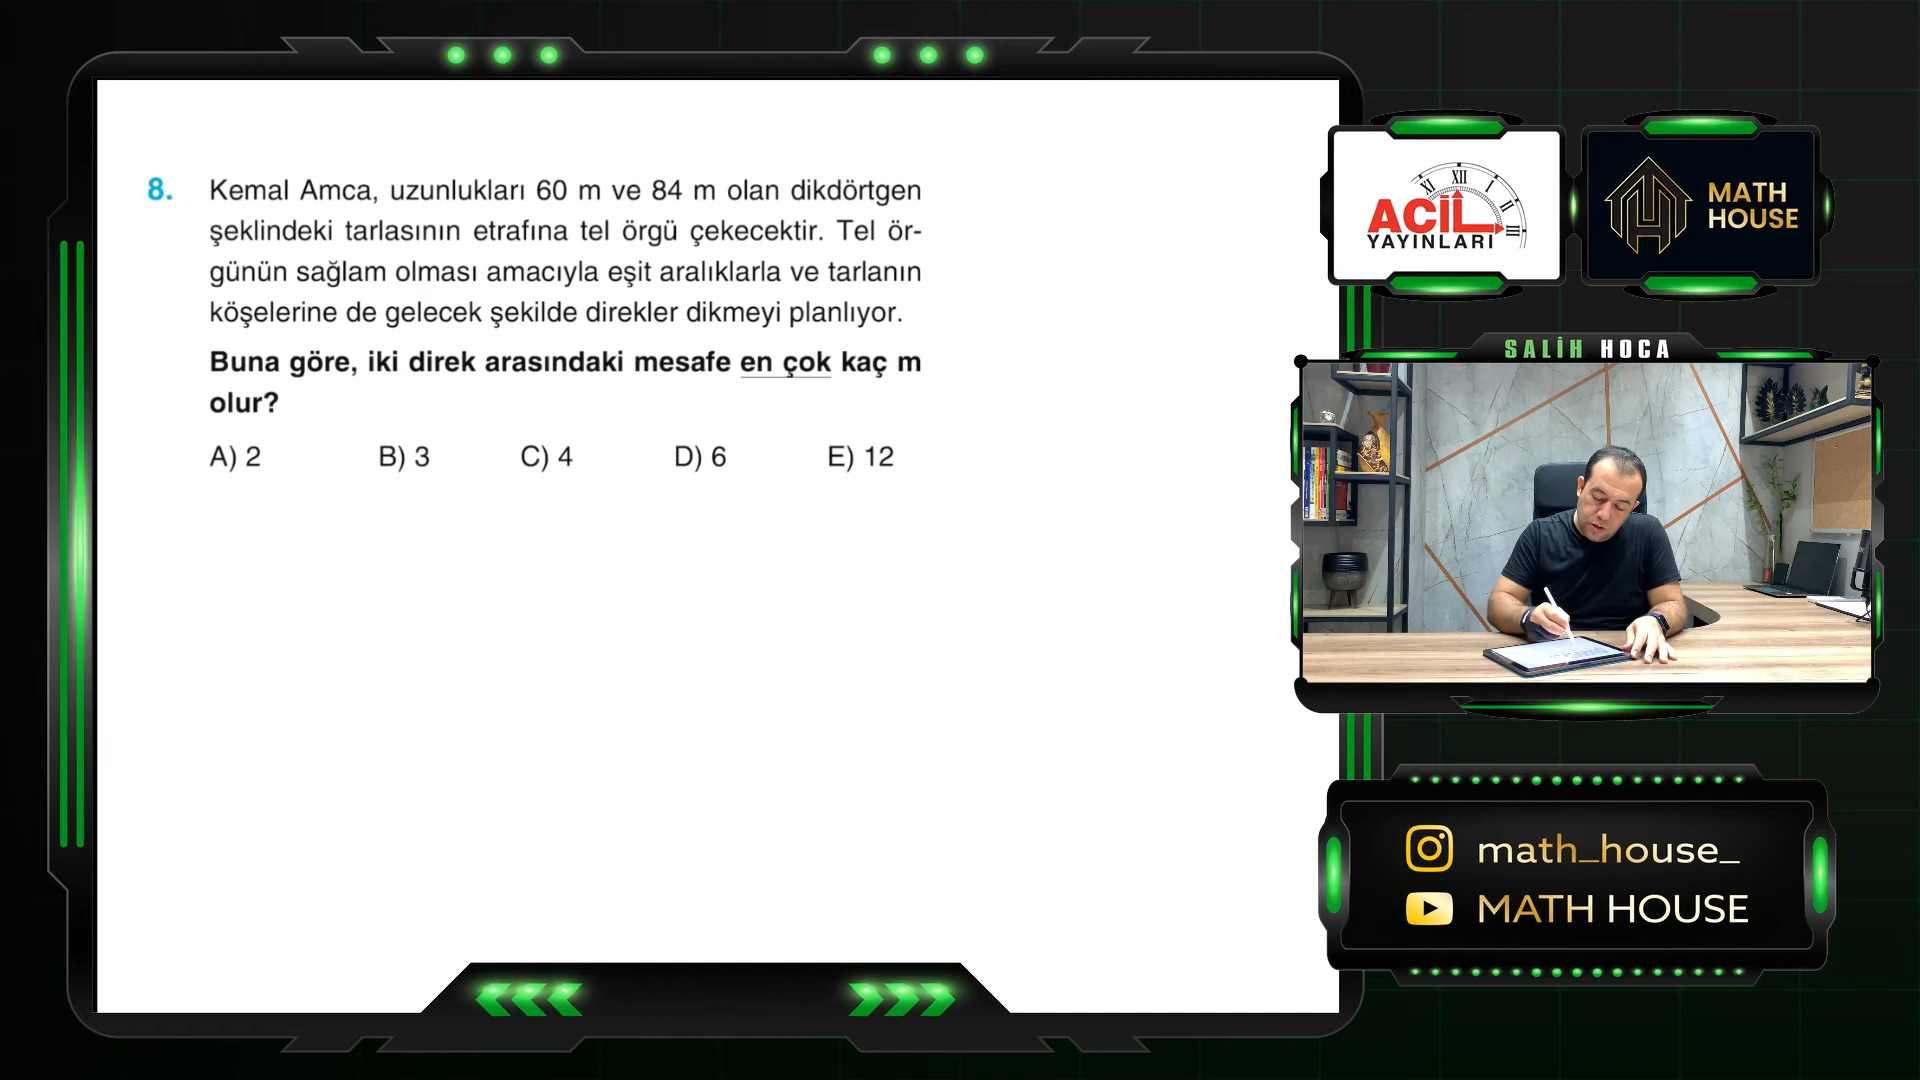 8. Kemal Amca, uzunlukları 60 m ve 84 m olan dikdörtgen
şeklindeki tarlasının etrafına tel örgü çekecektir. Tel ör-
günün sağlam olması amacıyla eşit aralıklarla ve tarlanın
köşelerine de gelecek şekilde direkler dikmeyi planlıyor.
Buna göre, iki direk arasındaki mesafe en çok kaç m
olur?
A) 2 B) 3 C) 4 D) 6 E) 12
XI XII I II III
ACİL
YAYINLARI
MATH
HOUSE
SALİH HOCA
math_house_
MATH HOUSE